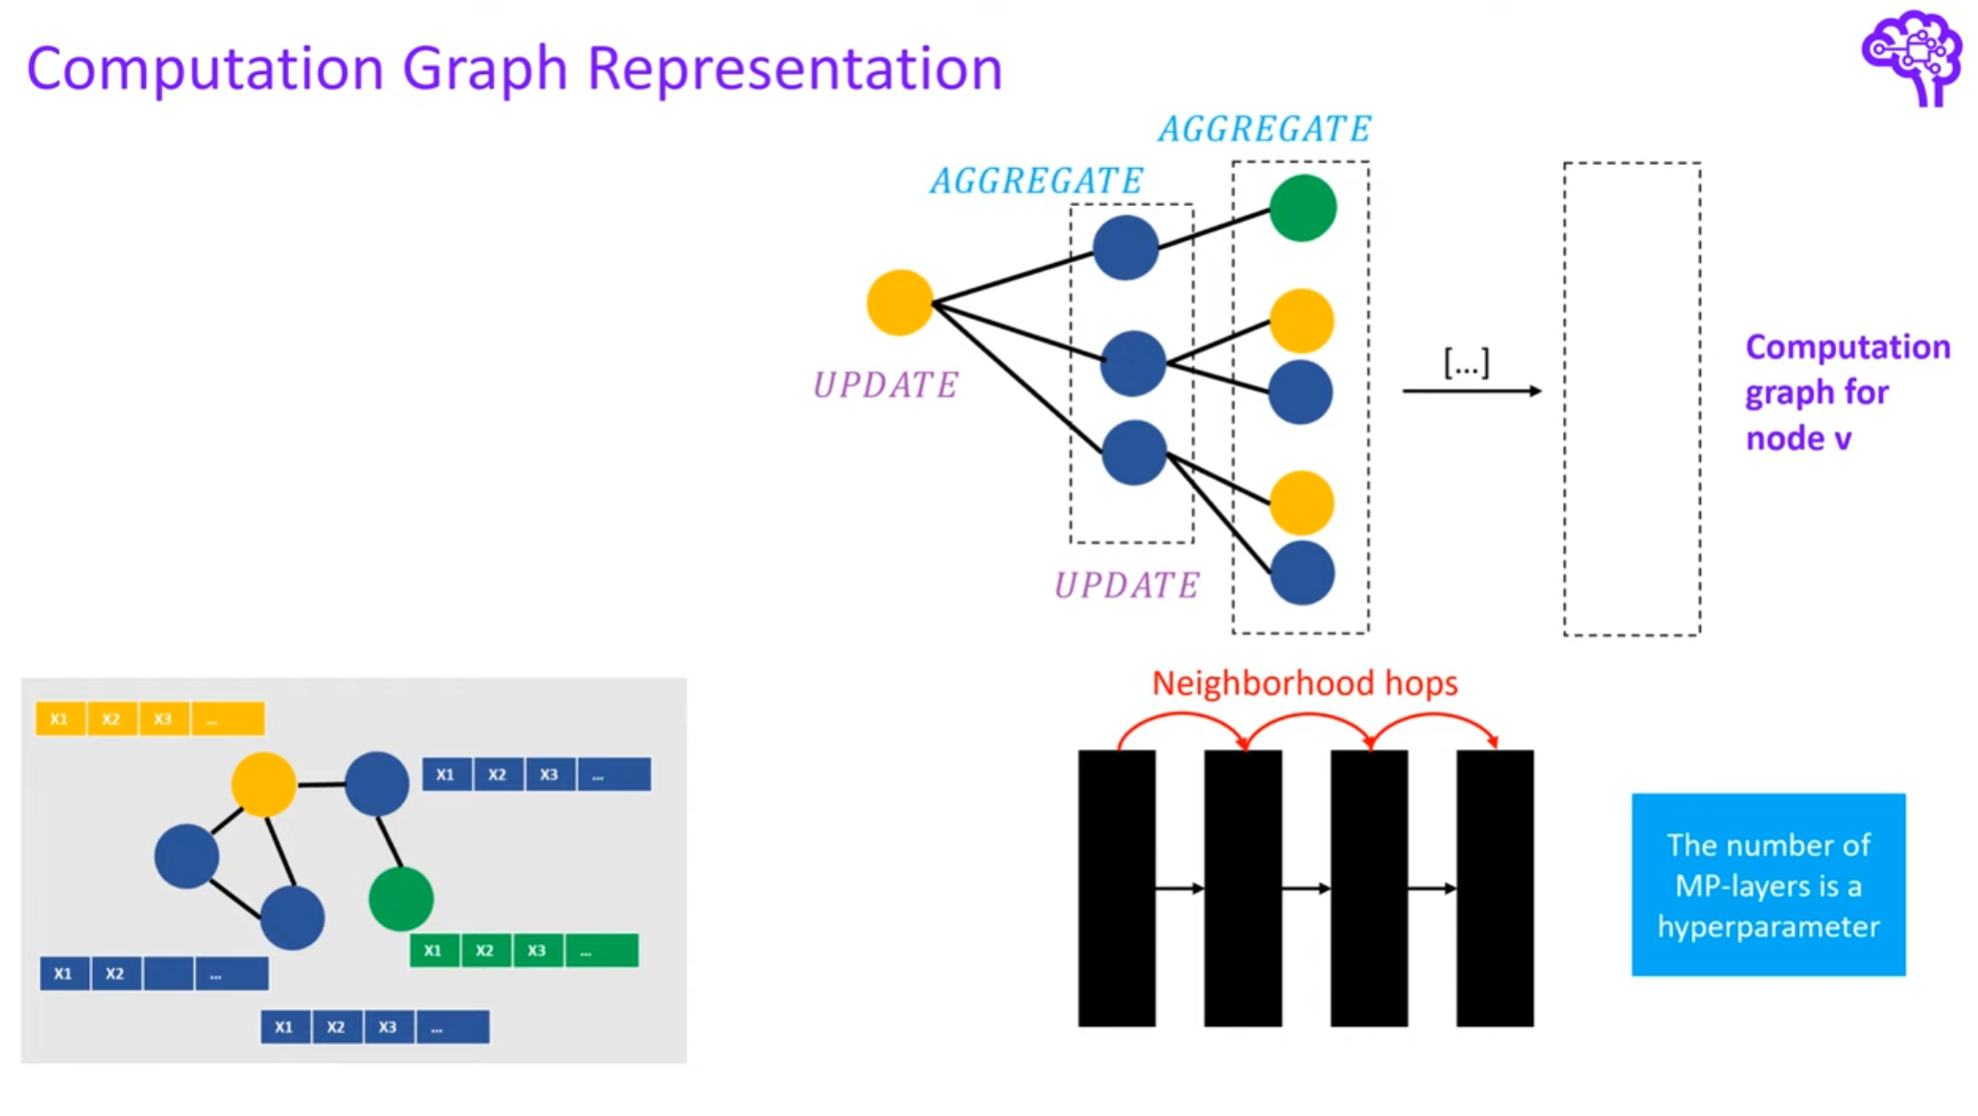 Computation Graph Representation
AGGREGATE
AGGREGATE
UPDATE
[...]
Computation
graph for
node v
UPDATE
Neighborhood hops
X1 X2 X3 ...
X1 X2 X3 ...
X1 X2 X3 ...
X1 X2 ...
X1 X2 X3 ...
The number of
MP-layers is a
hyperparameter